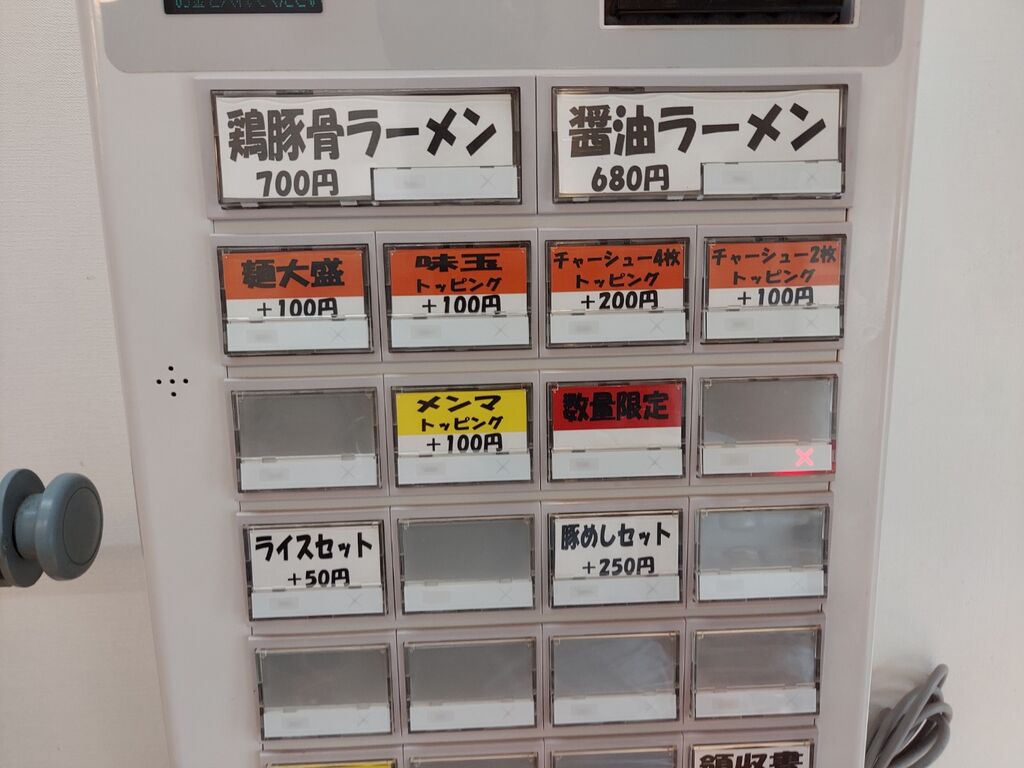 鶏豚骨ラーメン
700円
醤油ラーメン
680円
麺大盛
+100円
味玉
トッピング
+100円
チャーシュー4枚
トッピング
+200円
チャーシュー2枚
トッピング
+100円
メンマ
トッピング
+100円
数量限定
ライスセット
+50円
豚めしセット
+250円
領収書